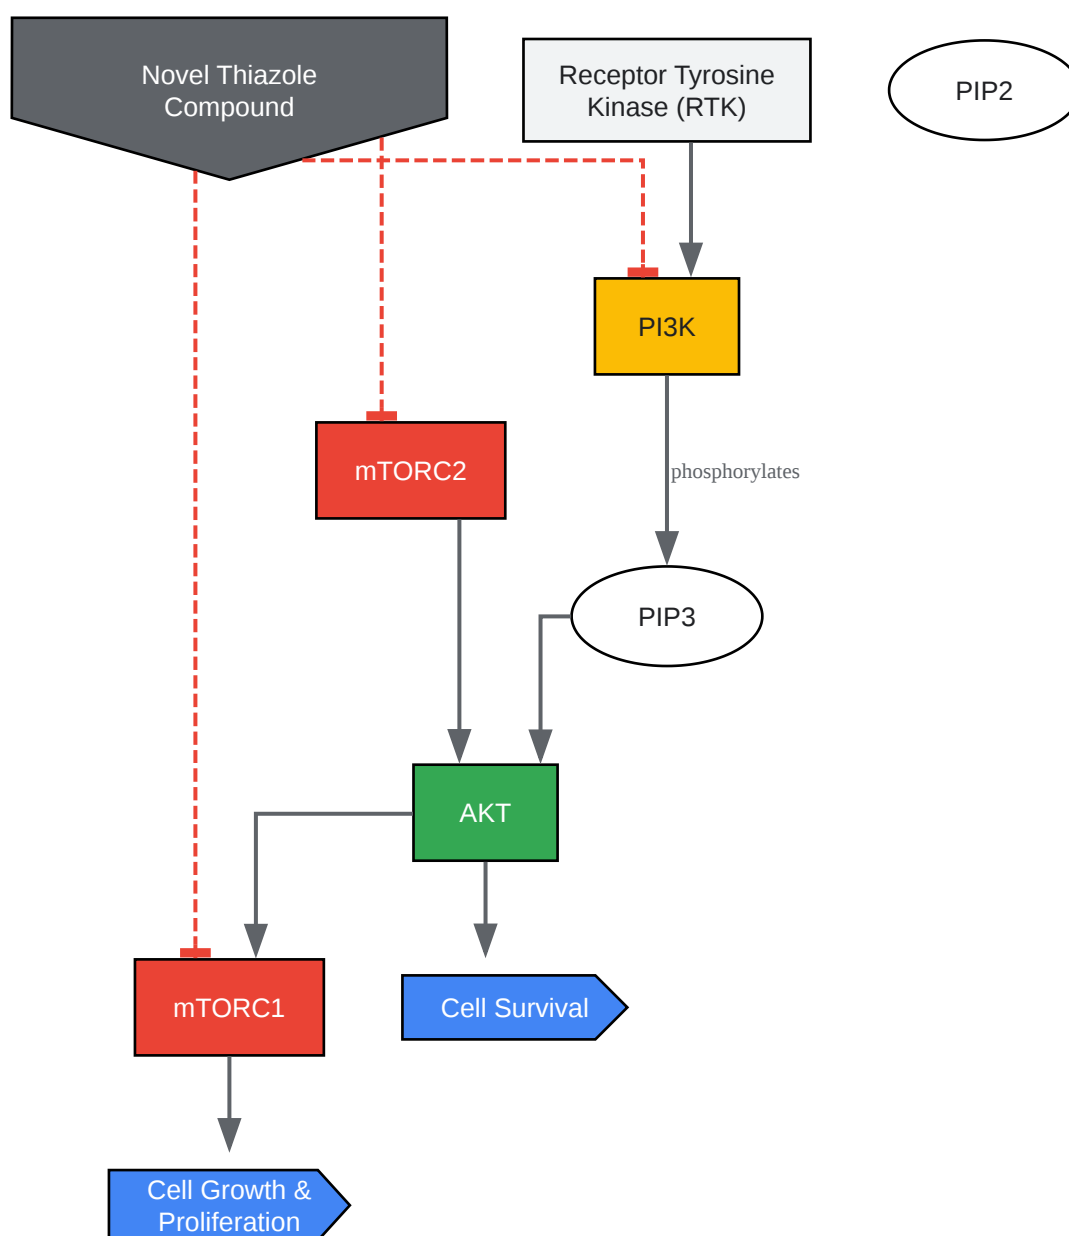 Novel Thiazole
Compound
Receptor Tyrosine
Kinase (RTK)
PIP2
PI3K
mTORC2
phosphorylates
PIP3
AKT
mTORC1
Cell Survival
Cell Growth &
Proliferation